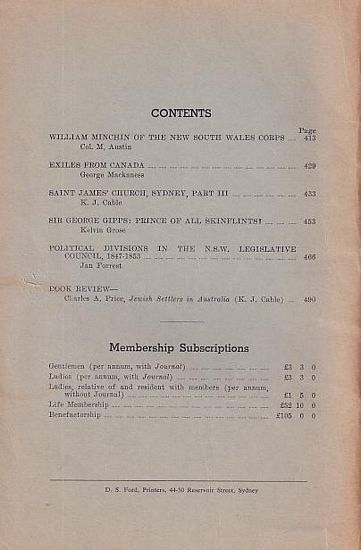 CONTENTS
Page
WILLIAM MINCHIN OF THE NEW SOUTH WALES CORPS ... 413
Col. M. Austin
EXILES FROM CANADA ... 429
George Mackaness
SAINT JAMES' CHURCH, SYDNEY, PART III ... 433
K. J. Cable
SIR GEORGE GIPPS: PRINCE OF ALL SKINFLINTS? ... 453
Kelvin Grose
POLITICAL DIVISIONS IN THE N.S.W. LEGISLATIVE
COUNCIL, 1847-1853 ... 466
Jan Forrest
BOOK REVIEW—
Charles A. Price, Jewish Settlers in Australia (K. J. Cable) ... 490
Membership Subscriptions
Gentlemen (per annum, with Journal) ... £3 3 0
Ladies (per annum, with Journal) ... £3 3 0
Ladies, relative of and resident with members (per annum,
without Journal) ... £1 5 0
Life Membership ... £52 10 0
Benefactorship ... £105 0 0
D. S. Ford, Printers, 44-50 Reservoir Street, Sydney